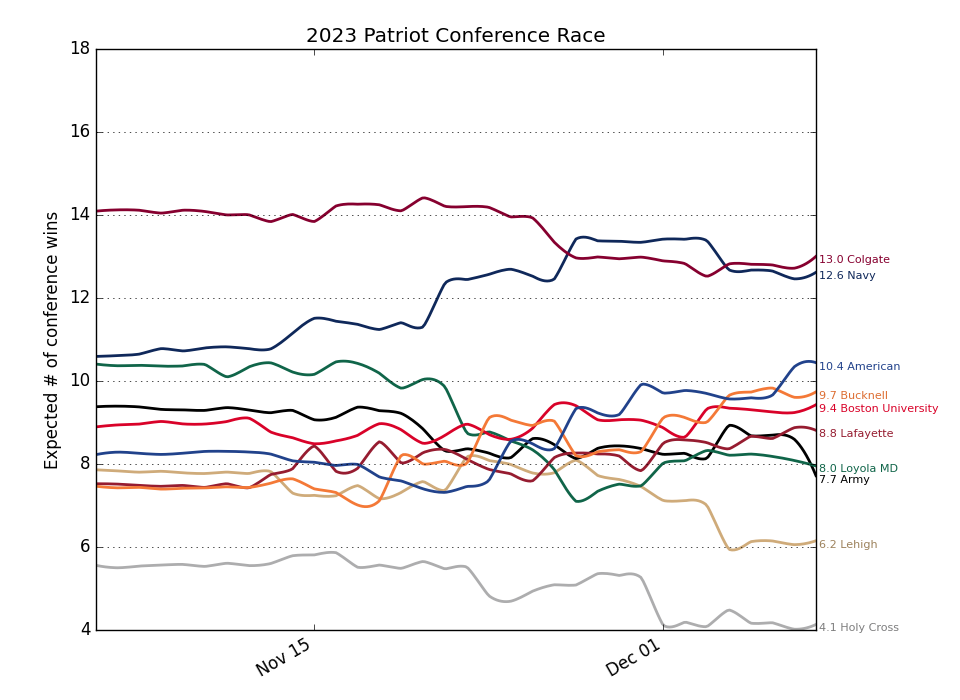 2023 Patriot Conference Race
Expected # of conference wins
18
16
14
12
10
8
6
4
Nov 15
Dec 01
13.0 Colgate
12.6 Navy
10.4 American
9.7 Bucknell
9.4 Boston University
8.8 Lafayette
8.0 Loyola MD
7.7 Army
6.2 Lehigh
4.1 Holy Cross